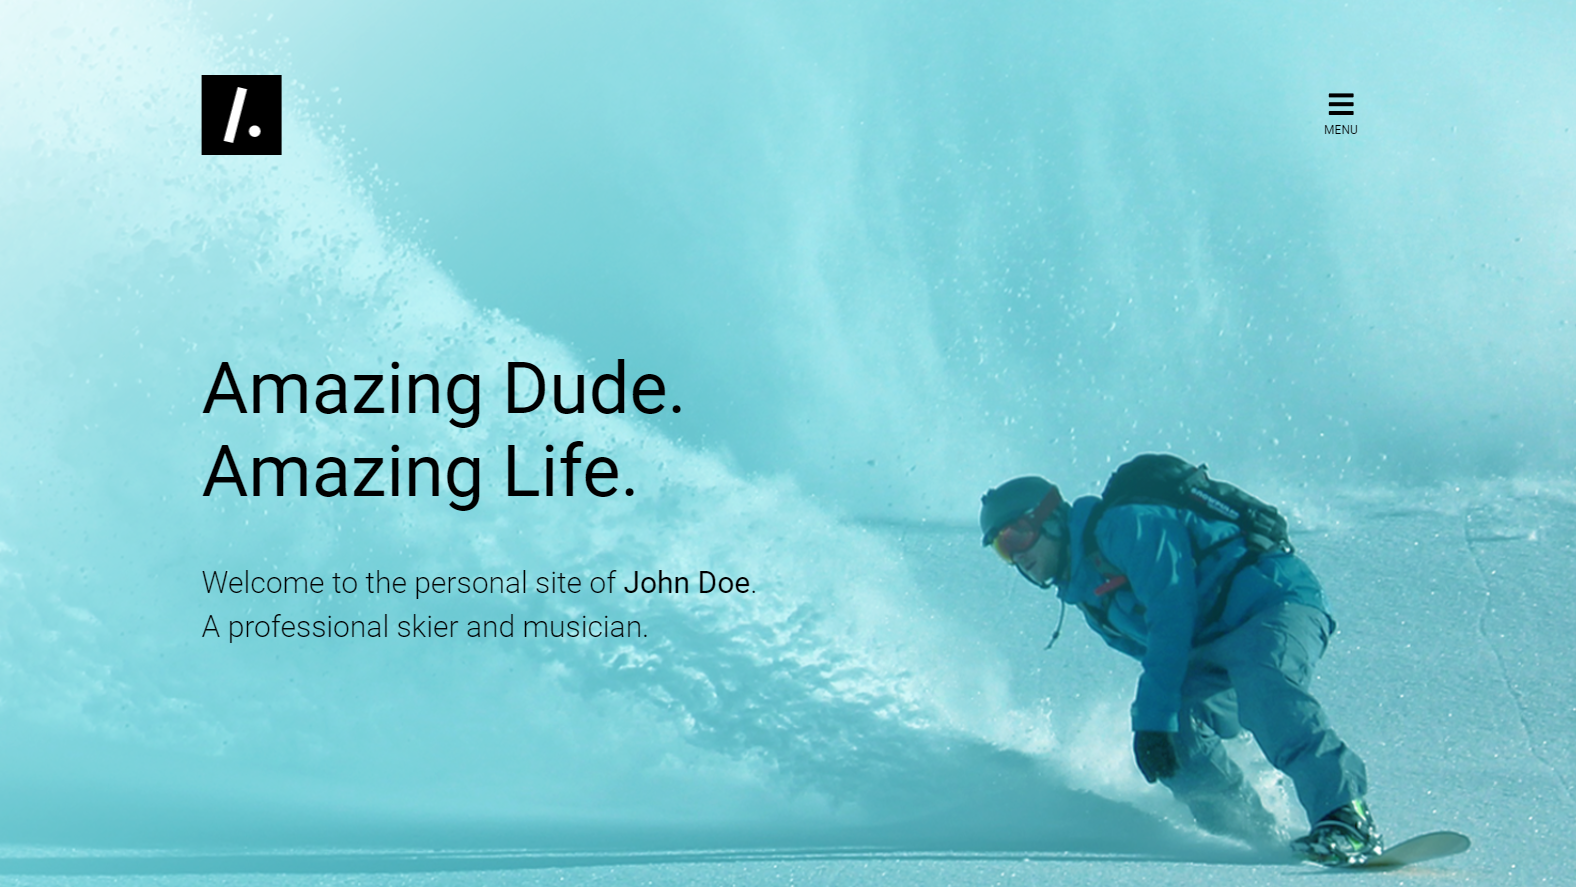 /.
MENU
Amazing Dude.
Amazing Life.
Welcome to the personal site of John Doe.
A professional skier and musician.